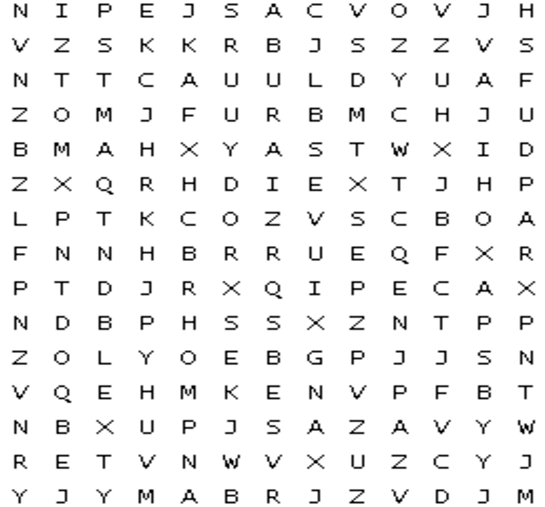 N I P E J S A C V O V J H
V Z S K K R B J S Z Z V S
N T T C A U U L D Y U A F
Z O M J F U R B M C H J U
B M A H X Y A S T W X I D
Z X Q R H D I E X T J H P
L P T K C O Z V S C B O A
F N N H B R R U E Q F X R
P T D J R X Q I P E C A X
N D B P H S S X Z N T P P
Z O L Y O E B G P J J S N
V Q E H M K E N V P F B T
N B X U P J S A Z A V Y W
R E T V N W V X U Z C Y J
Y J Y M A B R J Z V D J M